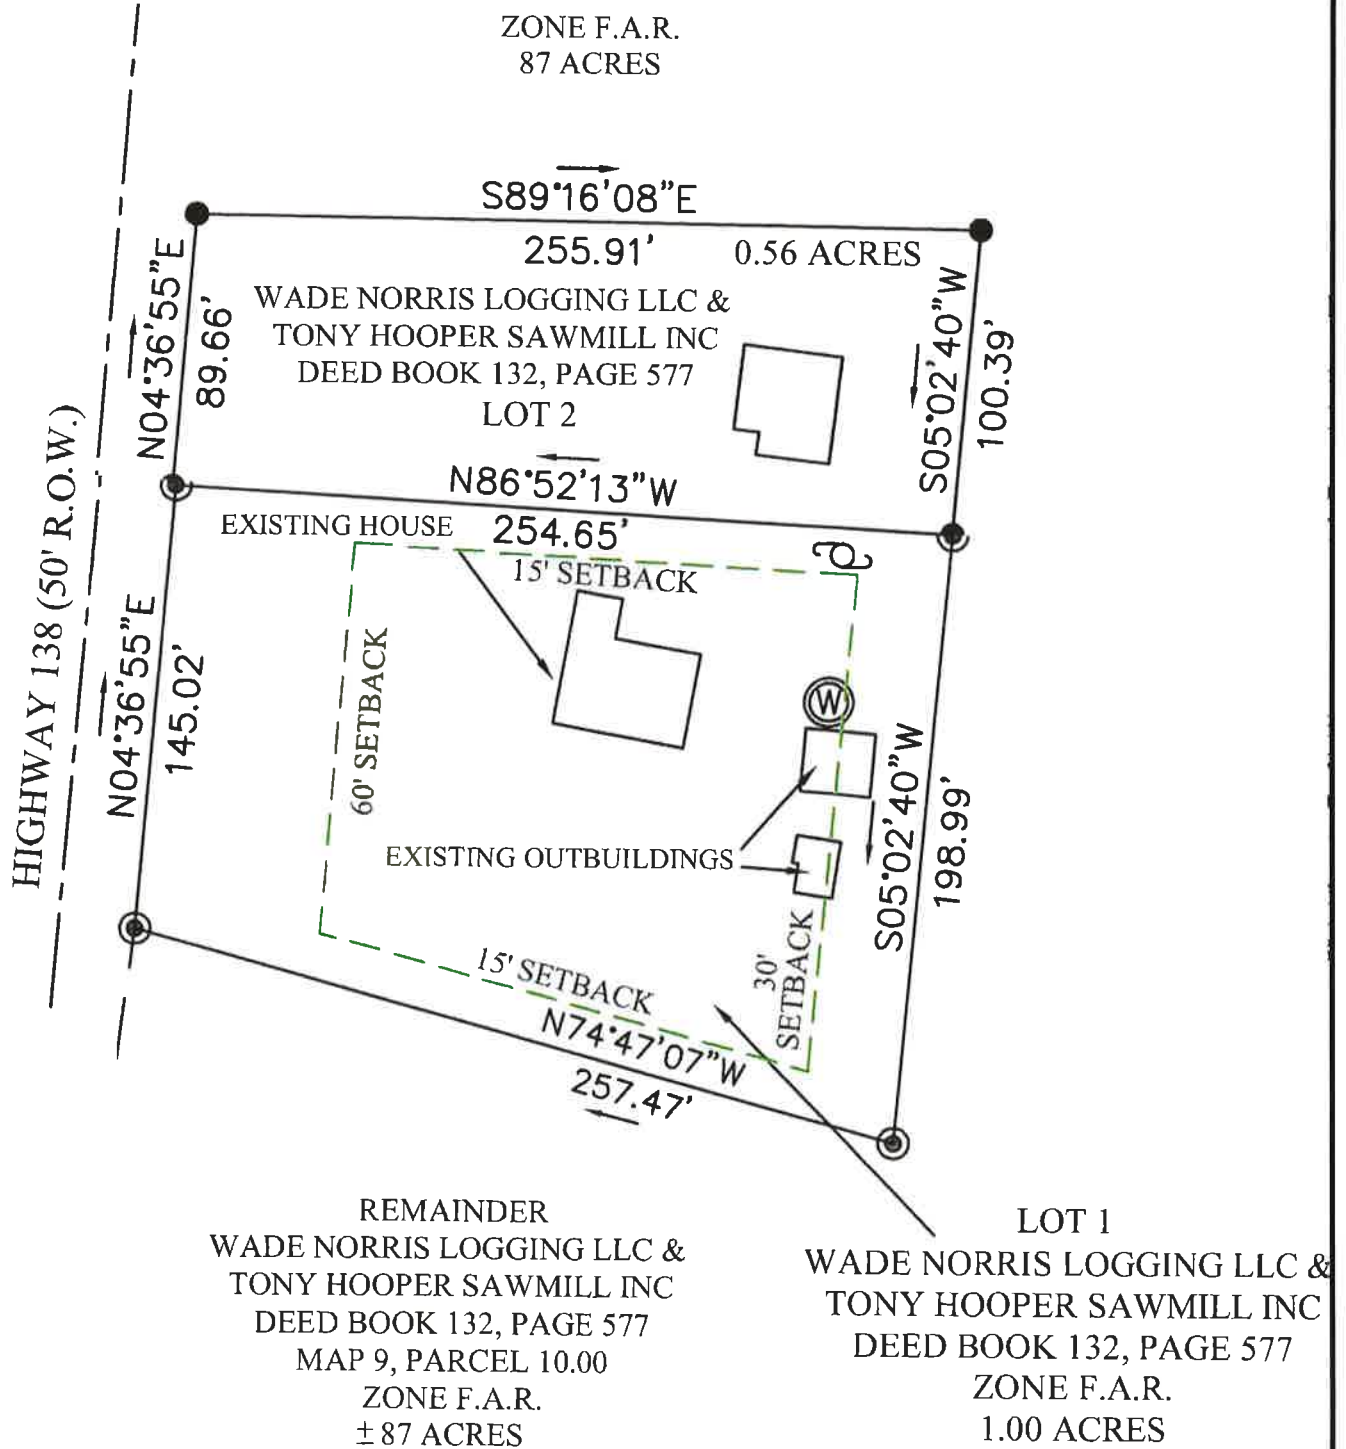 ZONE F.A.R.
87 ACRES
S89°16'08"E
255.91'
0.56 ACRES
N04°36'55"E
89.66'
WADE NORRIS LOGGING LLC &
TONY HOOPER SAWMILL INC
DEED BOOK 132, PAGE 577
LOT 2
S05°02'40"W
100.39'
HIGHWAY 138 (50' R.O.W.)
N86°52'13"W
254.65'
EXISTING HOUSE
15' SETBACK
N04°36'55"E
145.02'
60' SETBACK
W
S05°02'40"W
198.99'
EXISTING OUTBUILDINGS
30'
SETBACK
15' SETBACK
N74°47'07"W
257.47'
REMAINDER
WADE NORRIS LOGGING LLC &
TONY HOOPER SAWMILL INC
DEED BOOK 132, PAGE 577
MAP 9, PARCEL 10.00
ZONE F.A.R.
±87 ACRES
LOT 1
WADE NORRIS LOGGING LLC &
TONY HOOPER SAWMILL INC
DEED BOOK 132, PAGE 577
ZONE F.A.R.
1.00 ACRES